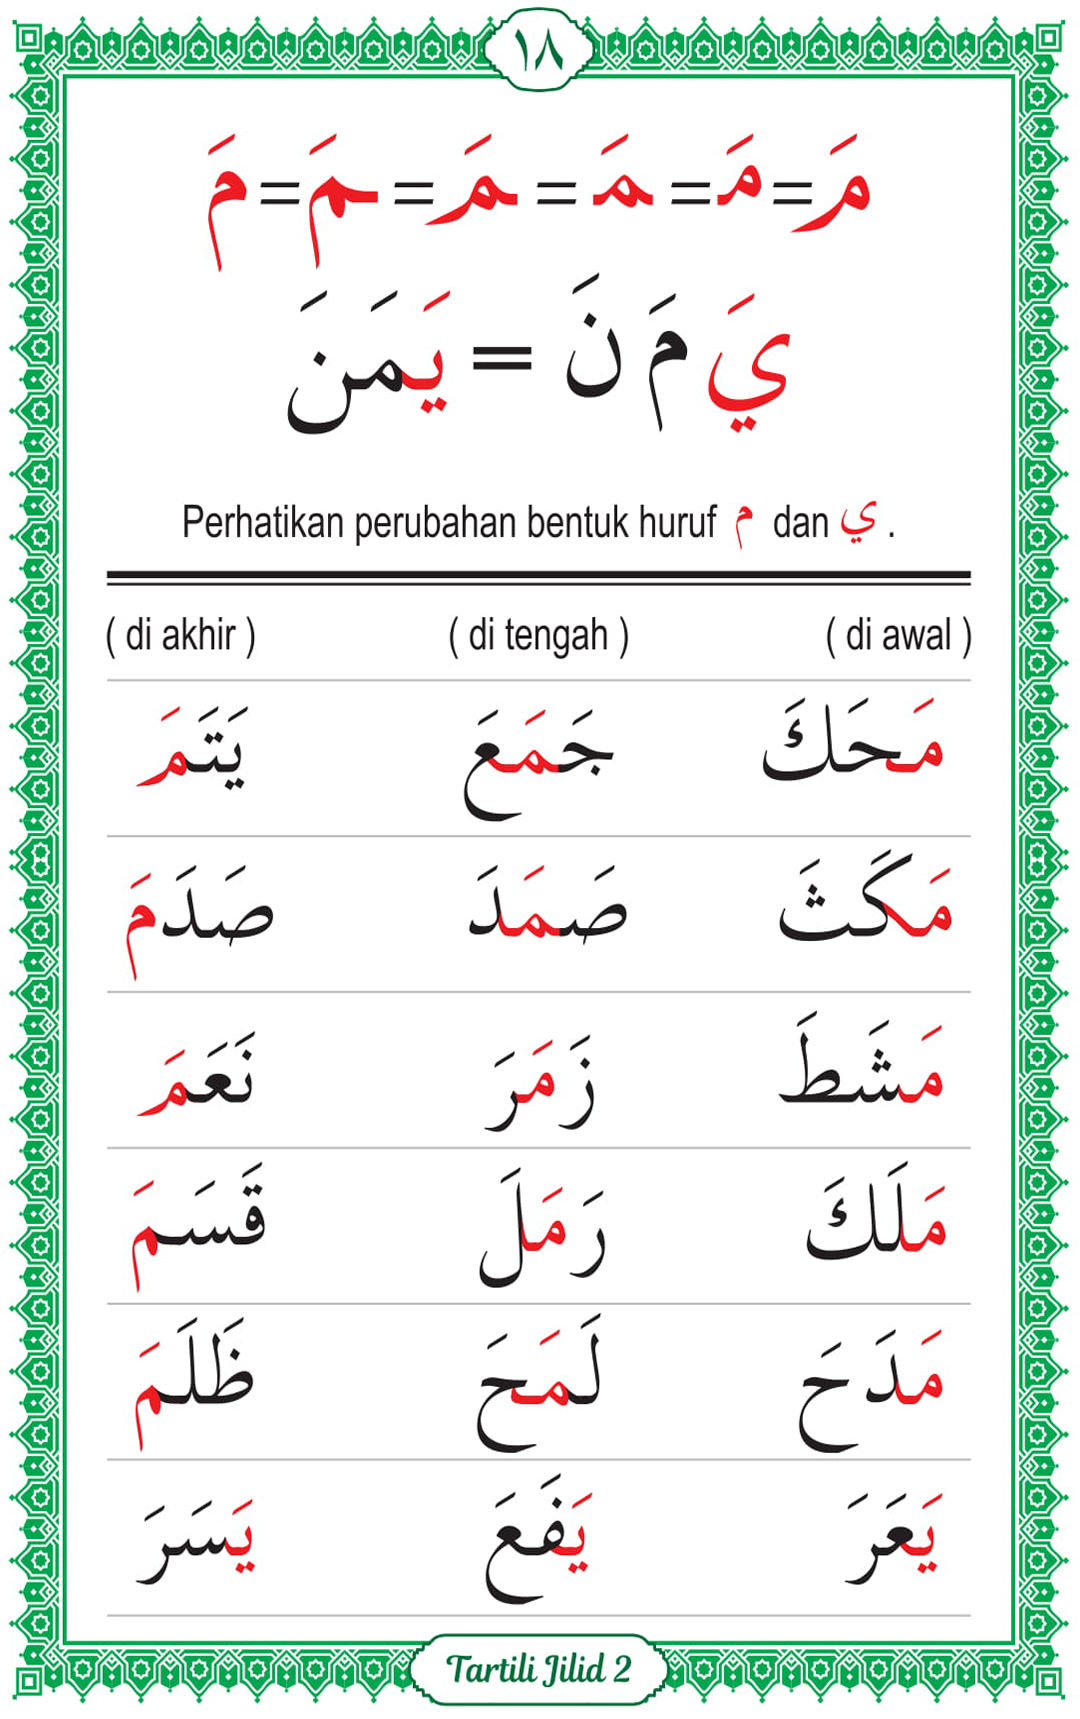 ١٨
مَ = مَـ = ـمَـ = ـمَ = ـمَ = مَ
يَ مَ نَ = يَمَنَ
Perhatikan perubahan bentuk huruf م dan ي .
( di awal ) ( di tengah ) ( di akhir )
مَحَكَ جَمَعَ يَتَمَ
مَكَثَ صَمَدَ صَدَمَ
مَشَطَ زَمَرَ نَعَمَ
مَلَكَ رَمَلَ قَسَمَ
مَدَحَ لَمَحَ ظَلَمَ
يَعَرَ يَفَعَ يَسَرَ
Tartili Jilid 2